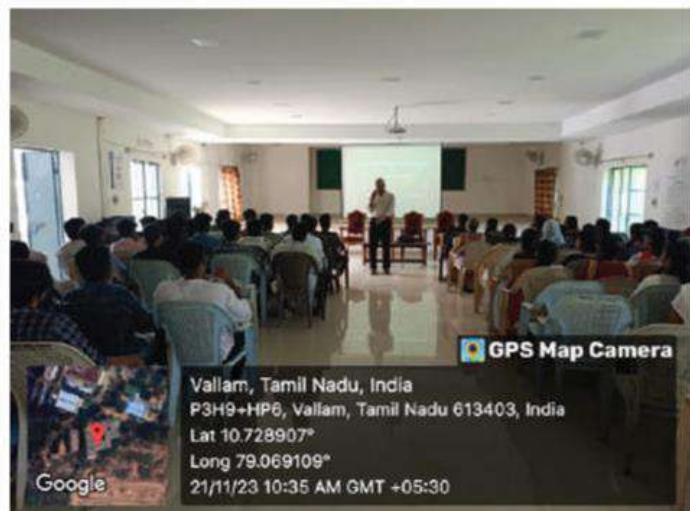 GPS Map Camera
Vallam, Tamil Nadu, India
P3H9+HP6, Vallam, Tamil Nadu 613403, India
Lat 10.728907°
Long 79.069109°
21/11/23 10:35 AM GMT +05:30
Google